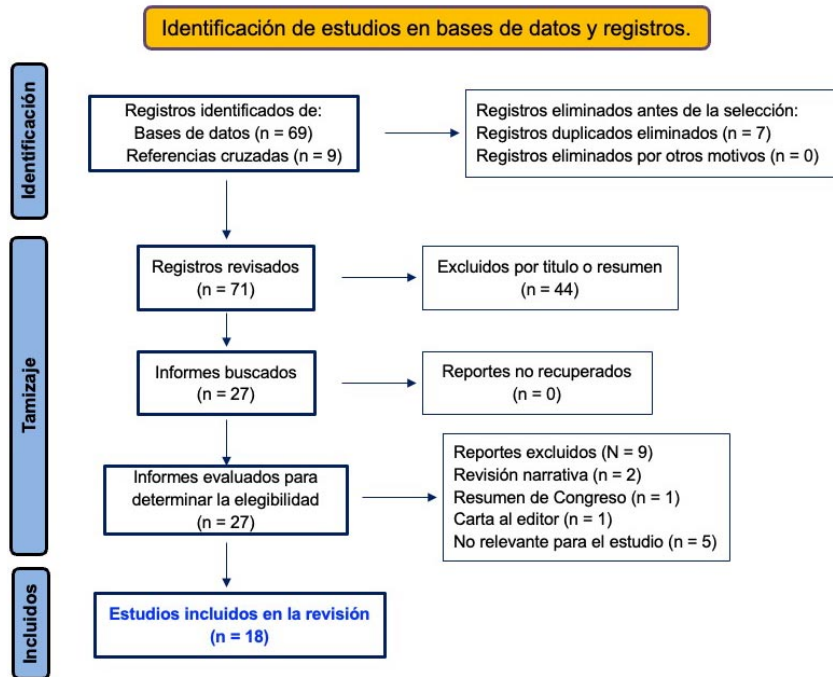 Identificación de estudios en bases de datos y registros.
Identificación
Registros identificados de:
Bases de datos (n = 69)
Referencias cruzadas (n = 9)
Registros eliminados antes de la selección:
Registros duplicados eliminados (n = 7)
Registros eliminados por otros motivos (n = 0)
Tamizaje
Registros revisados
(n = 71)
Excluidos por titulo o resumen
(n = 44)
Informes buscados
(n = 27)
Reportes no recuperados
(n = 0)
Informes evaluados para
determinar la elegibilidad
(n = 27)
Reportes excluidos (N = 9)
Revisión narrativa (n = 2)
Resumen de Congreso (n = 1)
Carta al editor (n = 1)
No relevante para el estudio (n = 5)
Incluidos
Estudios incluidos en la revisión
(n = 18)